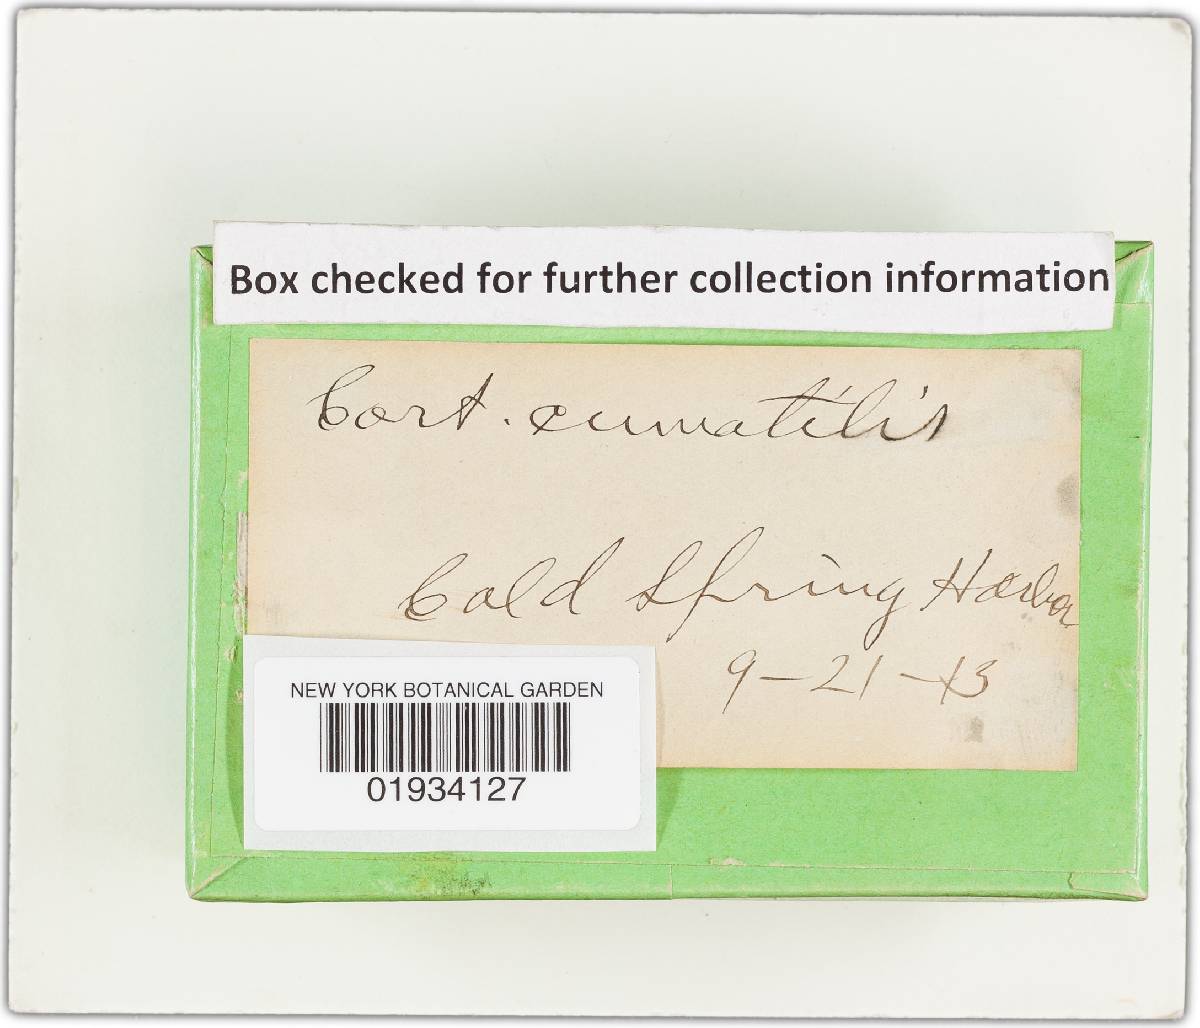 Box checked for further collection information
Cort. cumatilis
Cold Spring Harbor
9-21-13
NEW YORK BOTANICAL GARDEN
01934127